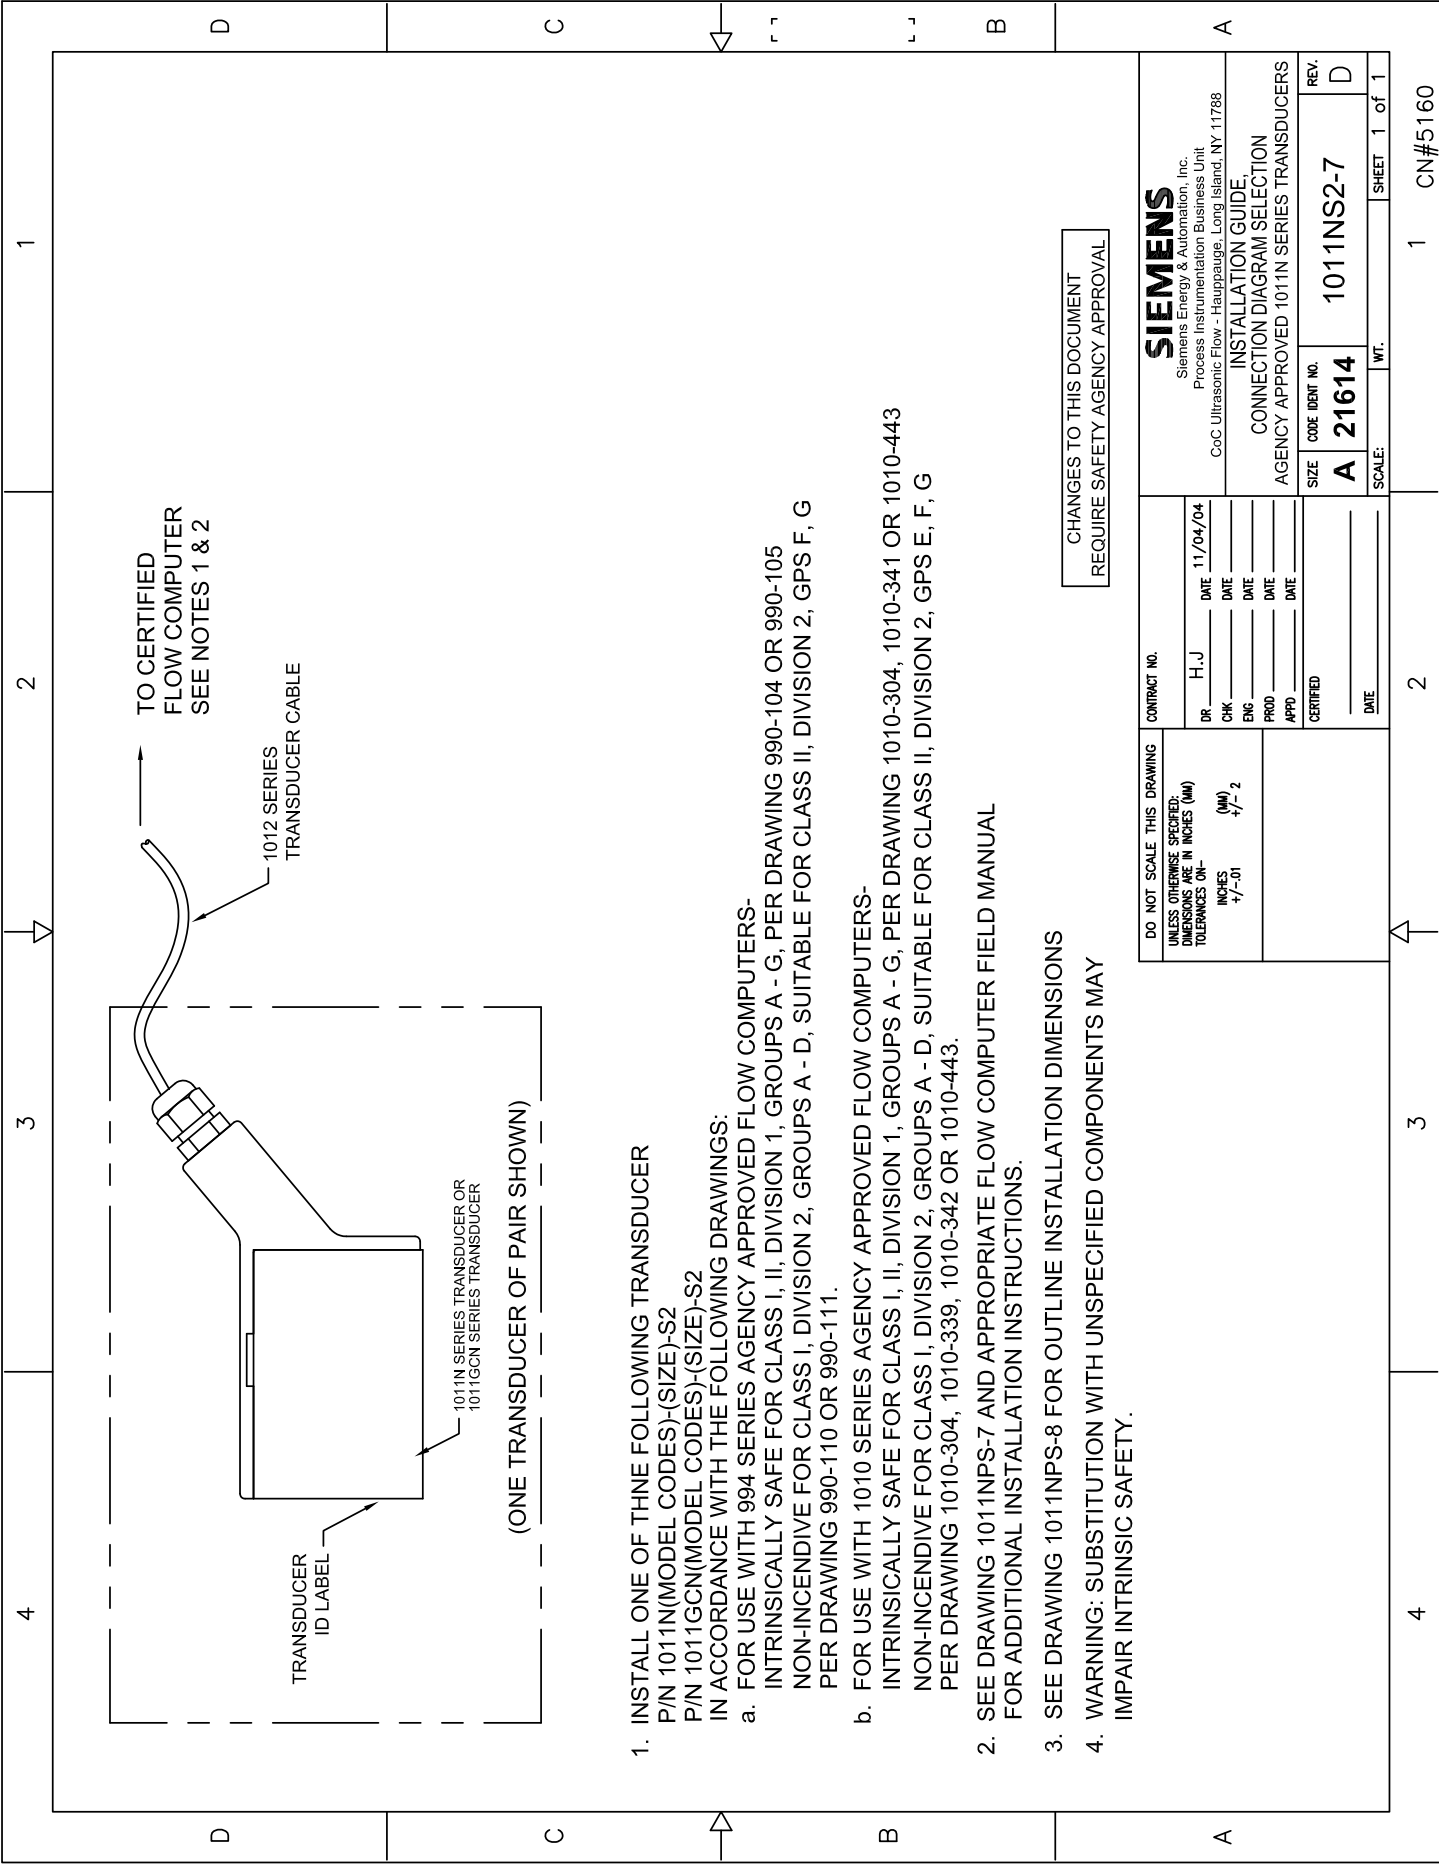 4
3
2
1
D
D
C
C
B
B
A
A
TO CERTIFIED
FLOW COMPUTER
SEE NOTES 1 & 2
1012 SERIES
TRANSDUCER CABLE
TRANSDUCER
ID LABEL
1011N SERIES TRANSDUCER OR
1011GCN SERIES TRANSDUCER
(ONE TRANSDUCER OF PAIR SHOWN)
1. INSTALL ONE OF THNE FOLLOWING TRANSDUCER
P/N 1011N(MODEL CODES)-(SIZE)-S2
P/N 1011GCN(MODEL CODES)-(SIZE)-S2
IN ACCORDANCE WITH THE FOLLOWING DRAWINGS:
a. FOR USE WITH 994 SERIES AGENCY APPROVED FLOW COMPUTERS-
INTRINSICALLY SAFE FOR CLASS I, II, DIVISION 1, GROUPS A - G, PER DRAWING 990-104 OR 990-105
NON-INCENDIVE FOR CLASS I, DIVISION 2, GROUPS A - D, SUITABLE FOR CLASS II, DIVISION 2, GPS F, G
PER DRAWING 990-110 OR 990-111.
b. FOR USE WITH 1010 SERIES AGENCY APPROVED FLOW COMPUTERS-
INTRINSICALLY SAFE FOR CLASS I, II, DIVISION 1, GROUPS A - G, PER DRAWING 1010-304, 1010-341 OR 1010-443
NON-INCENDIVE FOR CLASS I, DIVISION 2, GROUPS A - D, SUITABLE FOR CLASS II, DIVISION 2, GPS E, F, G
PER DRAWING 1010-304, 1010-339, 1010-342 OR 1010-443.
2. SEE DRAWING 1011NPS-7 AND APPROPRIATE FLOW COMPUTER FIELD MANUAL
FOR ADDITIONAL INSTALLATION INSTRUCTIONS.
3. SEE DRAWING 1011NPS-8 FOR OUTLINE INSTALLATION DIMENSIONS
4. WARNING: SUBSTITUTION WITH UNSPECIFIED COMPONENTS MAY
IMPAIR INTRINSIC SAFETY.
CHANGES TO THIS DOCUMENT
REQUIRE SAFETY AGENCY APPROVAL
DO NOT SCALE THIS DRAWING
UNLESS OTHERWISE SPECIFIED:
DIMENSIONS ARE IN INCHES (MM)
TOLERANCES ON-
INCHES (MM)
+/-.01 +/- 2
CONTRACT NO.
DR H.J DATE 11/04/04
CHK DATE
ENG DATE
PROD DATE
APPD DATE
CERTIFIED
DATE
SIEMENS
Siemens Energy & Automation, Inc.
Process Instrumentation Business Unit
CoC Ultrasonic Flow - Hauppauge, Long Island, NY 11788
INSTALLATION GUIDE,
CONNECTION DIAGRAM SELECTION
AGENCY APPROVED 1011N SERIES TRANSDUCERS
SIZE
A
CODE IDENT NO.
21614
1011NS2-7
REV.
D
SCALE:
WT.
SHEET 1 of 1
4
3
2
1
CN#5160